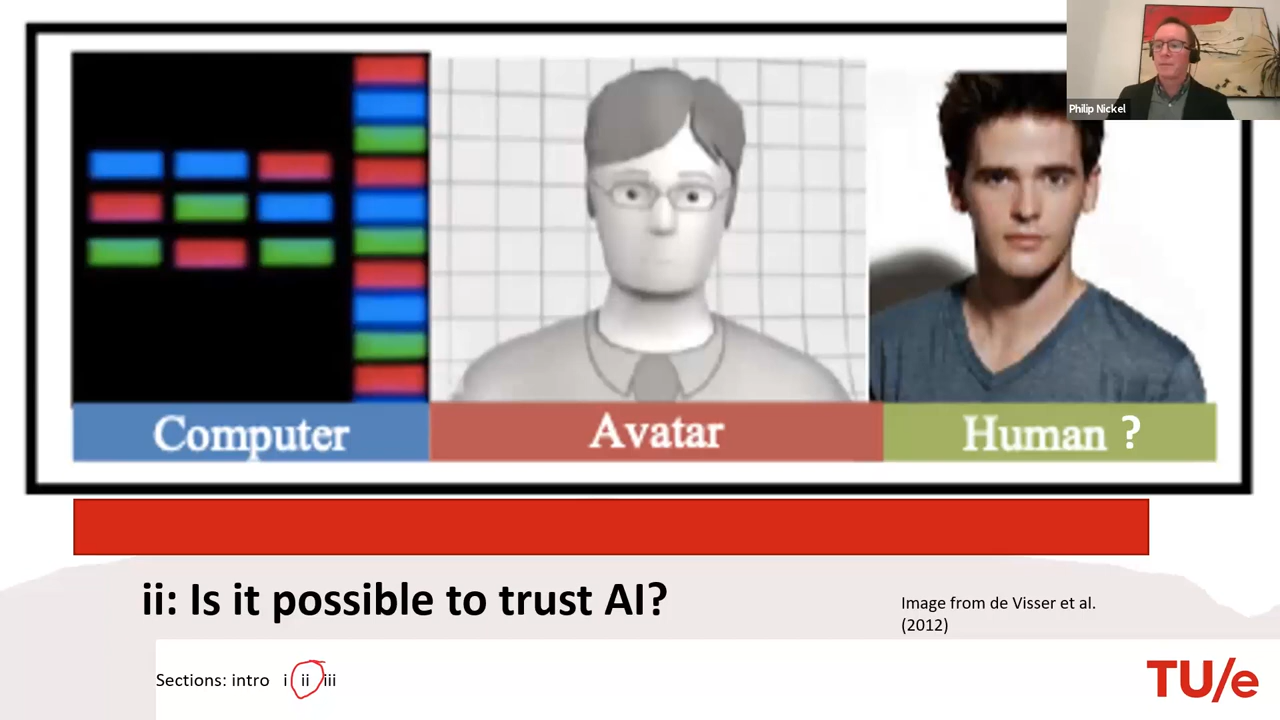 Philip Nickel
Computer
Avatar
Human ?
ii: Is it possible to trust AI?
Image from de Visser et al.
(2012)
Sections: intro i ii iii
TU/e